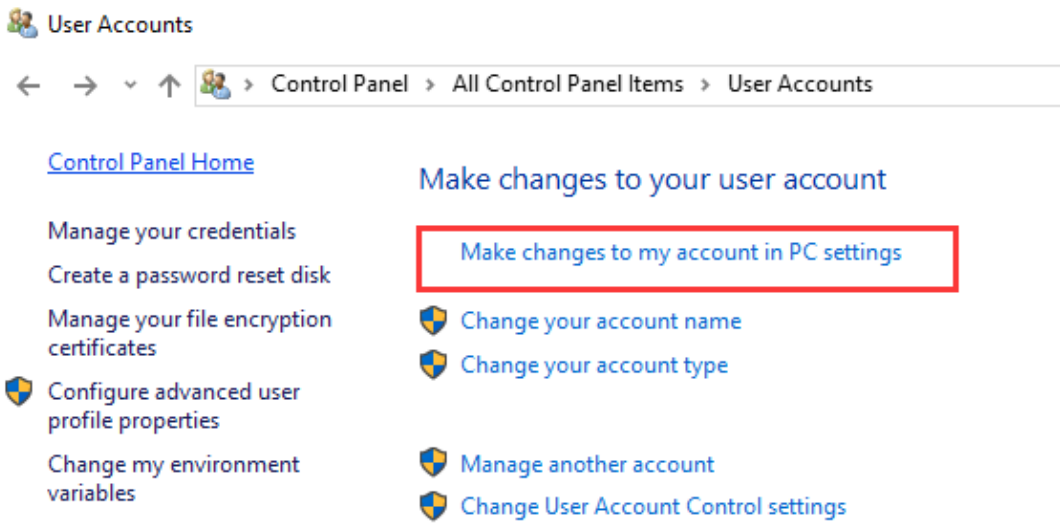 User Accounts
Control Panel > All Control Panel Items > User Accounts
Control Panel Home
Manage your credentials
Create a password reset disk
Manage your file encryption
certificates
Configure advanced user
profile properties
Change my environment
variables
Make changes to your user account
Make changes to my account in PC settings
Change your account name
Change your account type
Manage another account
Change User Account Control settings